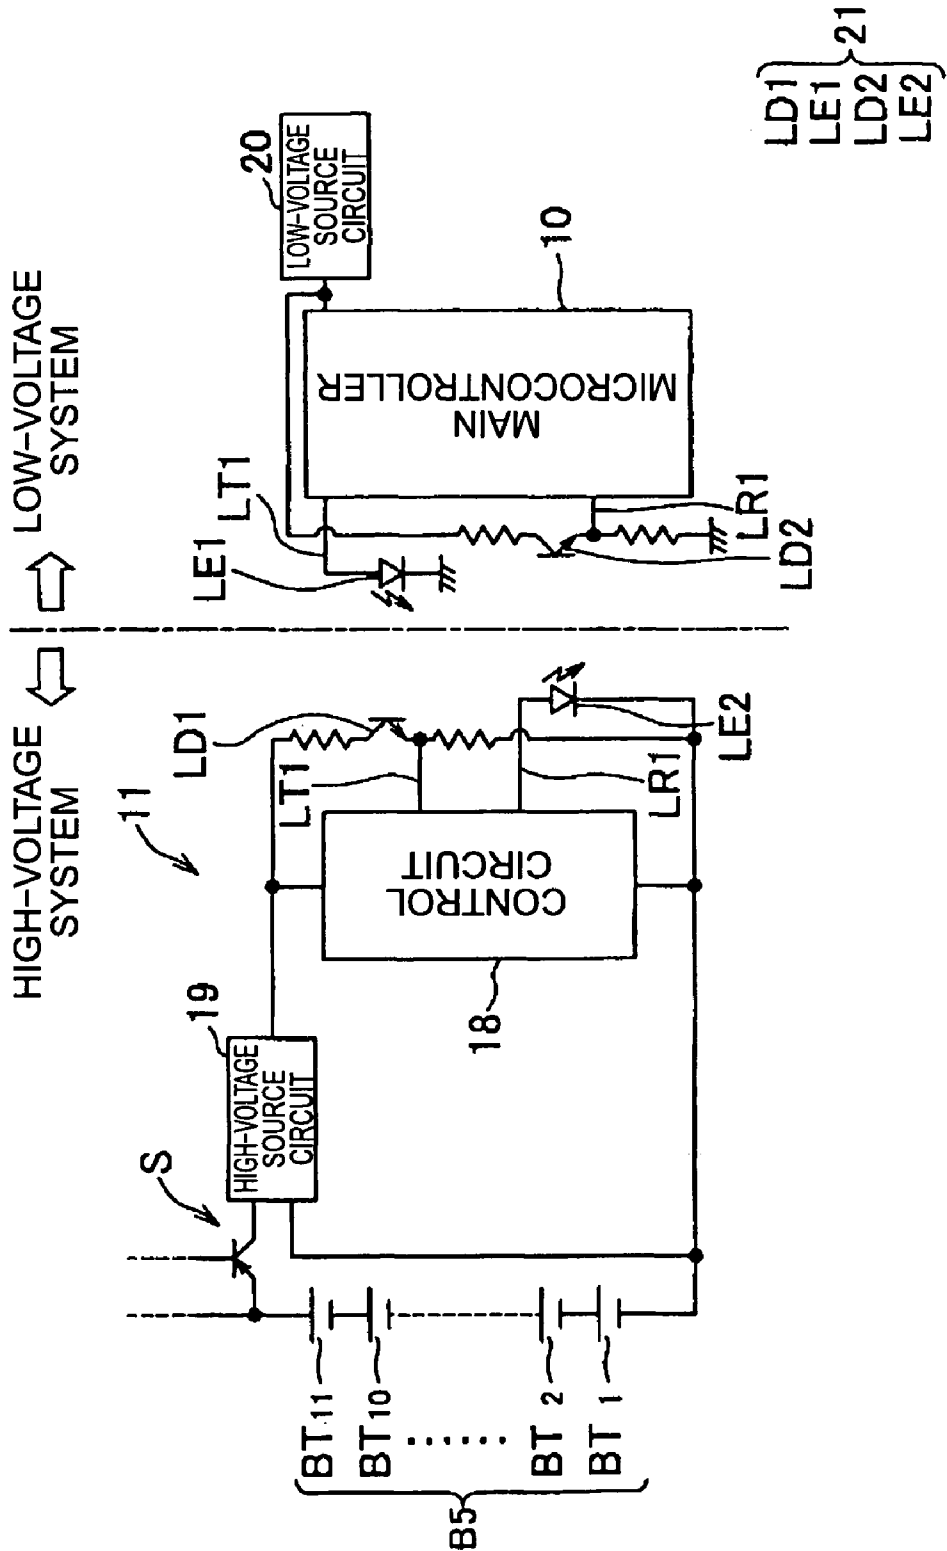 HIGH-VOLTAGE
SYSTEM
LOW-VOLTAGE
SYSTEM
11
S
19
HIGH-VOLTAGE
SOURCE
CIRCUIT
LD1
LT1
CONTROL
CIRCUIT
18
LR1
LE2
BT11
BT10
BT2
BT1
B5
LE1
LT1
20
LOW-VOLTAGE
SOURCE
CIRCUIT
MAIN
MICROCONTROLLER
10
LR1
LD2
LD1
LE1
LD2
LE2
21